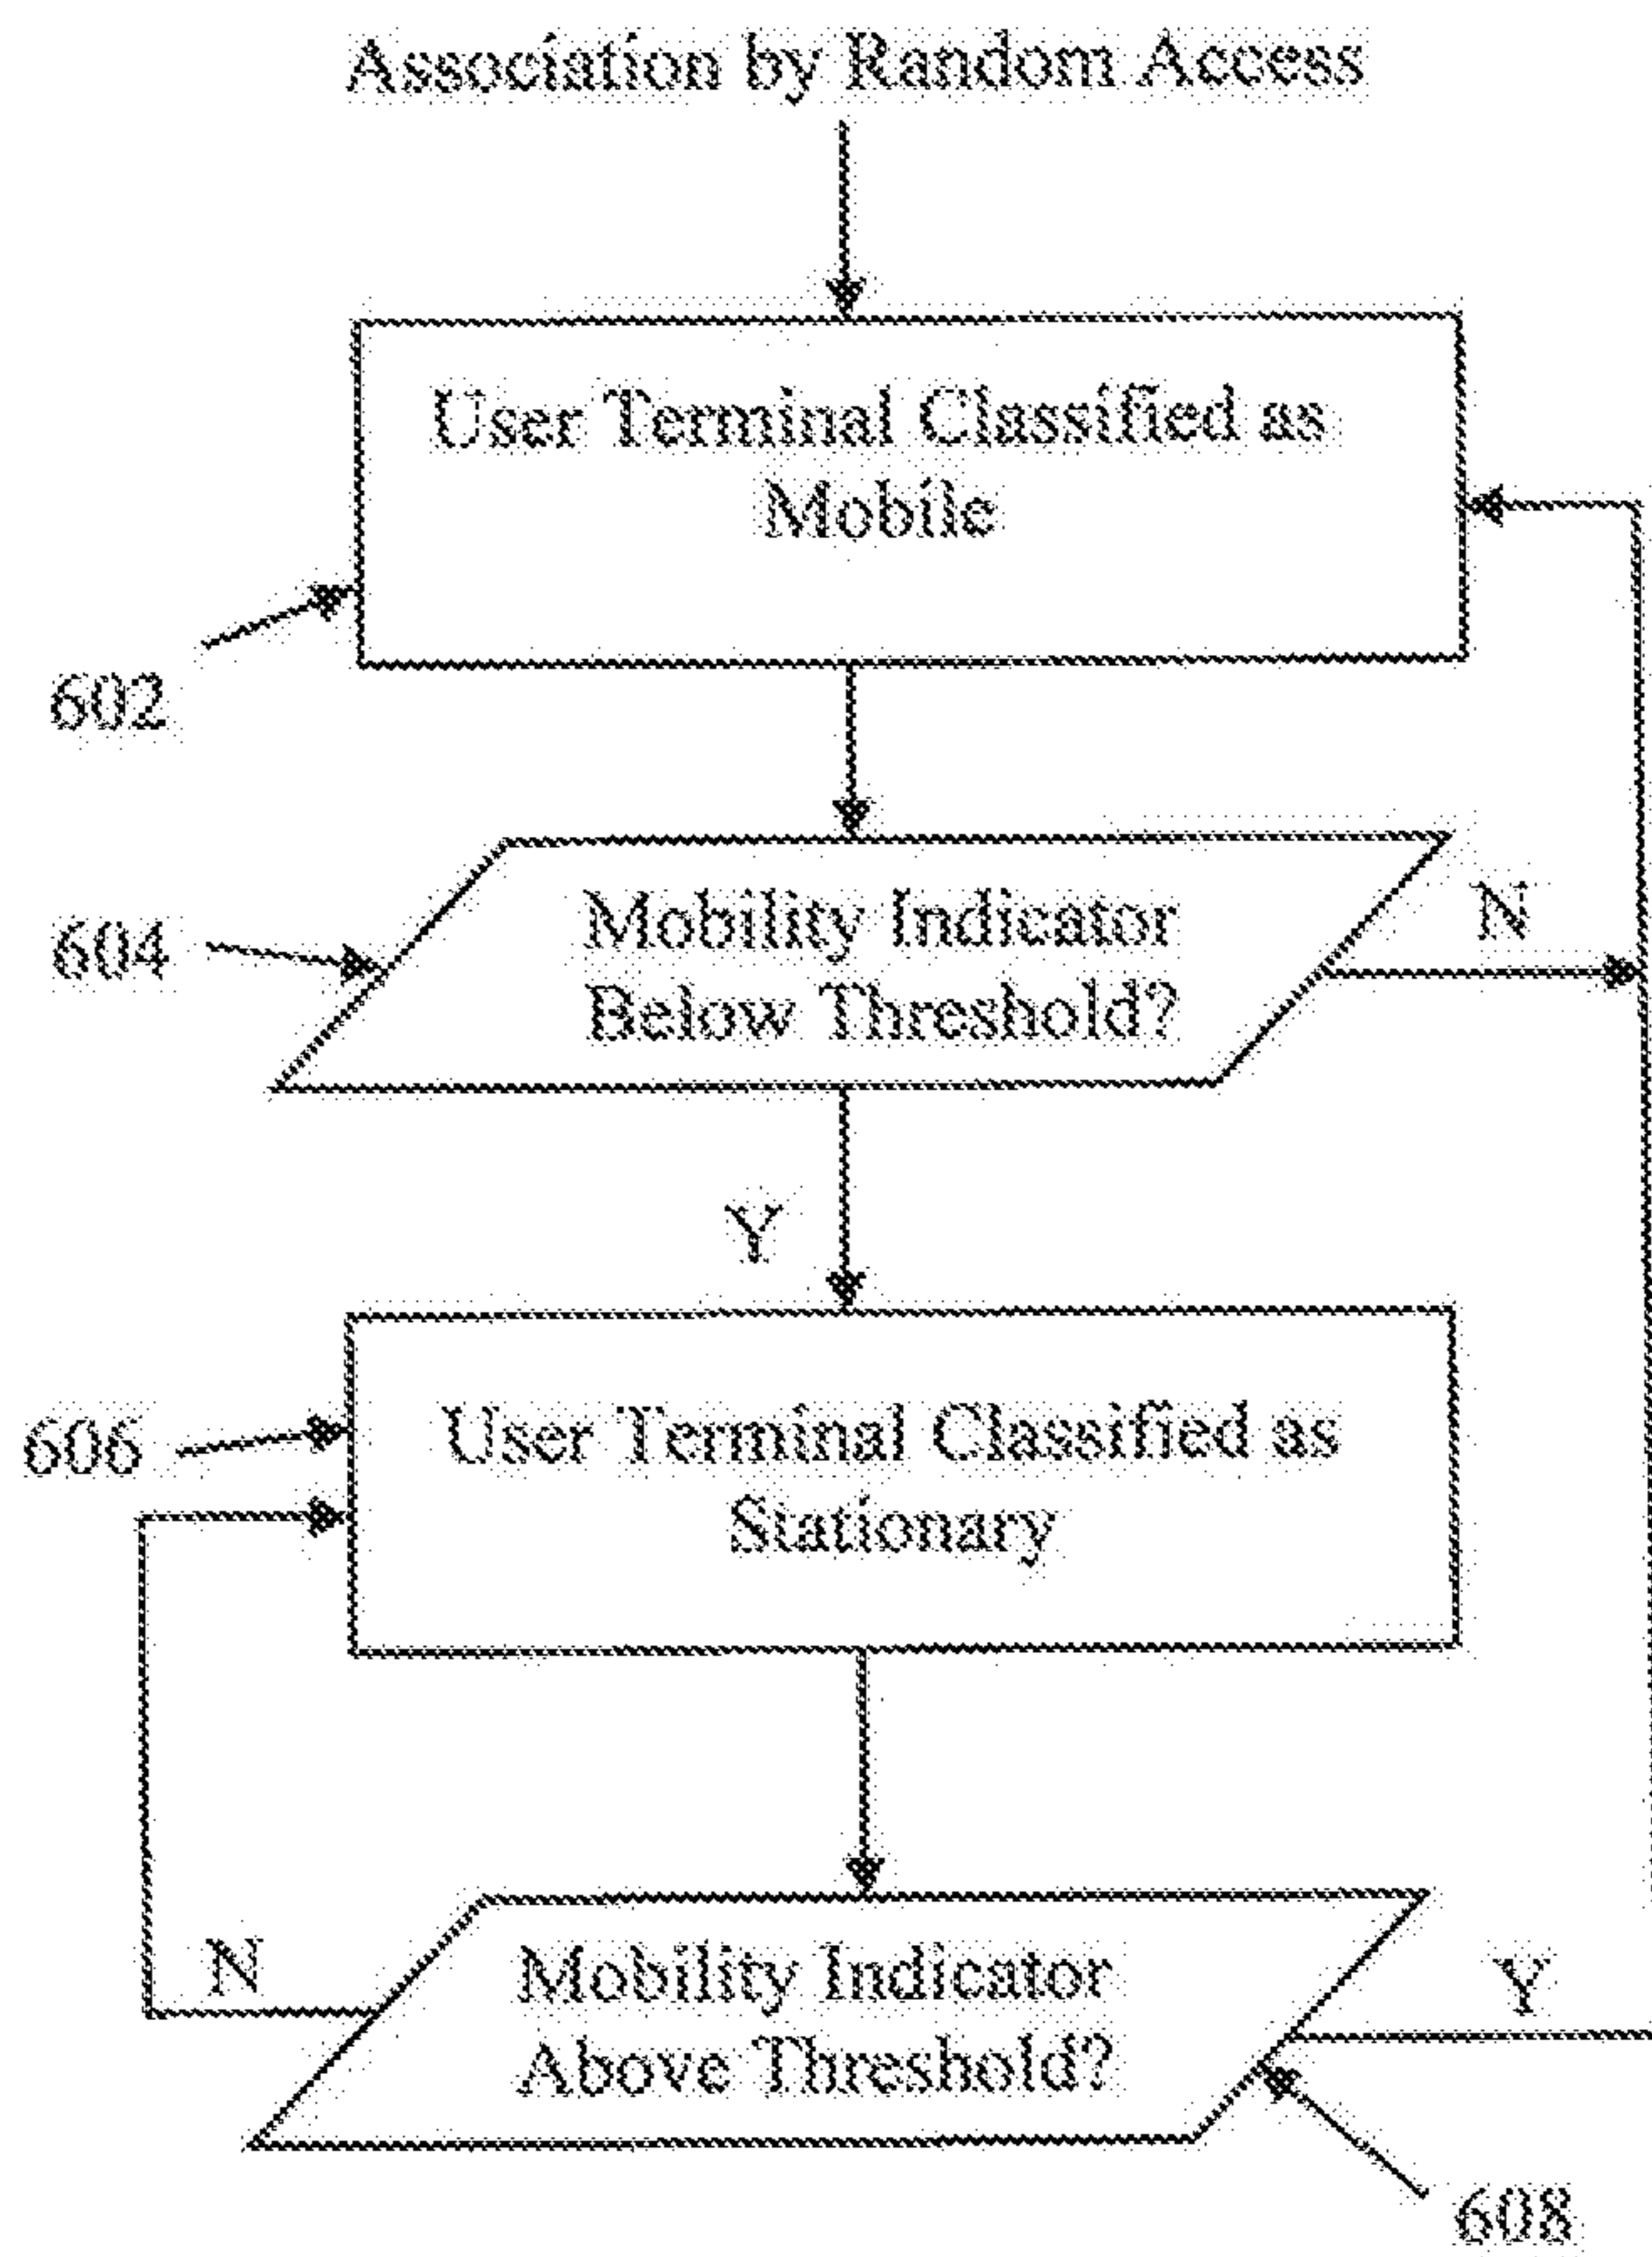 Association by Random Access
User Terminal Classified as
Mobile
602
604
Mobility Indicator
Below Threshold?
N
Y
606
User Terminal Classified as
Stationary
N
Mobility Indicator
Above Threshold?
Y
608